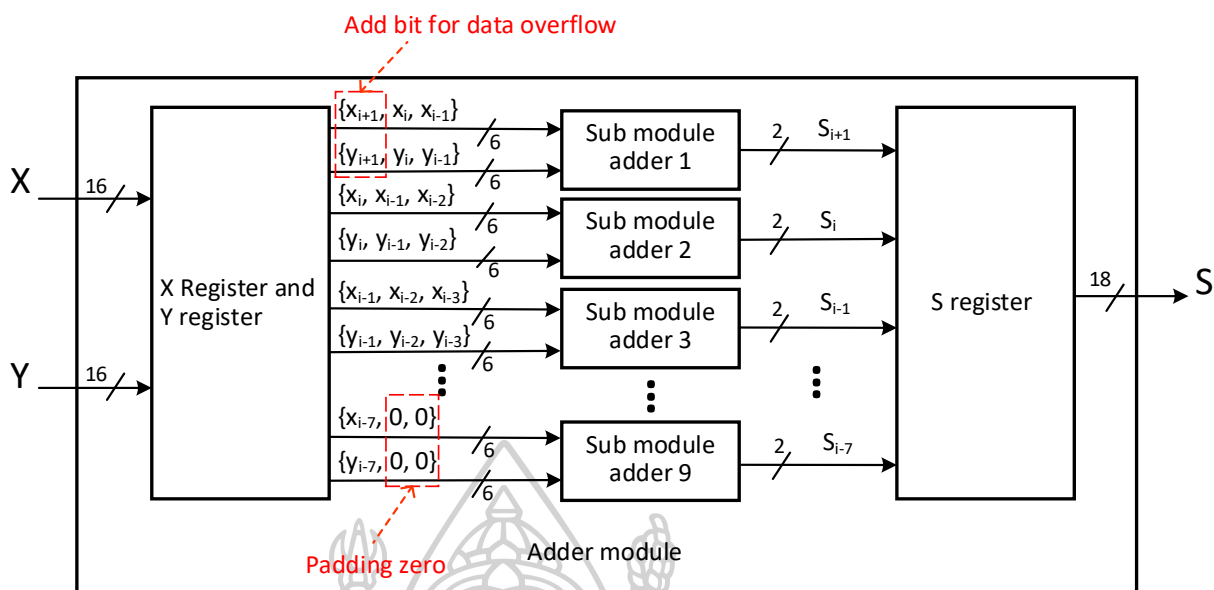 Add bit for data overflow
{xi+1, xi, xi-1}
6
Sub module
adder 1
2
Si+1
{yi+1, yi, yi-1}
6
X
16
{xi, xi-1, xi-2}
6
Sub module
adder 2
2
Si
{yi, yi-1, yi-2}
6
X Register and
Y register
{xi-1, xi-2, xi-3}
6
Sub module
adder 3
2
Si-1
{yi-1, yi-2, yi-3}
6
S register
18
S
Y
16
{xi-7, 0, 0}
6
Sub module
adder 9
2
Si-7
{yi-7, 0, 0}
6
Padding zero
Adder module